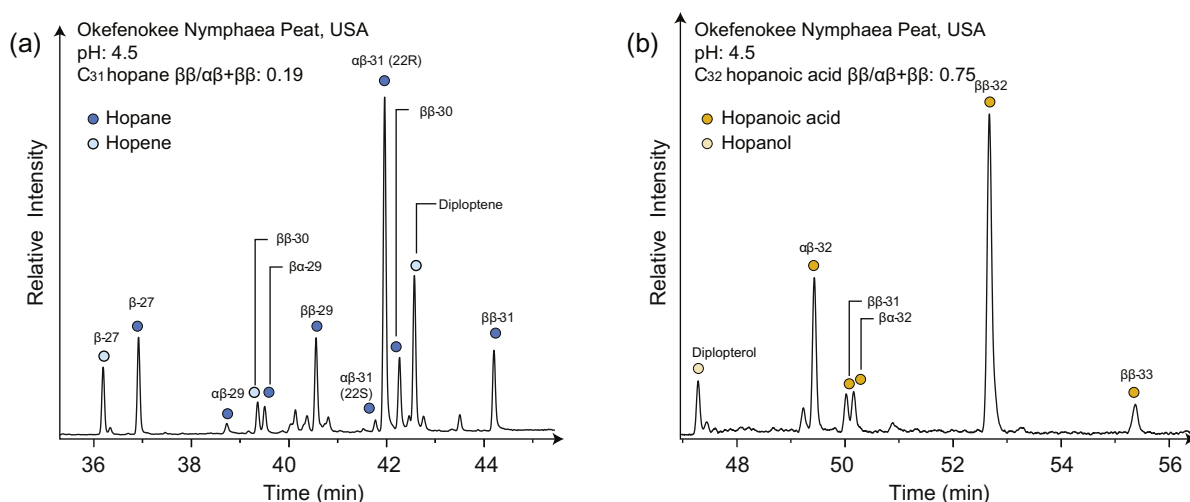 (a)
Okefenokee Nymphaea Peat, USA
pH: 4.5
C31 hopane ββ/αβ+ββ: 0.19
Hopane
Hopene
αβ-31 (22R)
ββ-30
Diploptene
ββ-30
βα-29
β-27
β-27
αβ-29
ββ-29
αβ-31
(22S)
ββ-31
Relative Intensity
36 38 40 42 44
Time (min)
(b)
Okefenokee Nymphaea Peat, USA
pH: 4.5
C32 hopanoic acid ββ/αβ+ββ: 0.75
ββ-32
Hopanoic acid
Hopanol
αβ-32
ββ-31
βα-32
Diplopterol
ββ-33
Relative Intensity
48 50 52 54 56
Time (min)